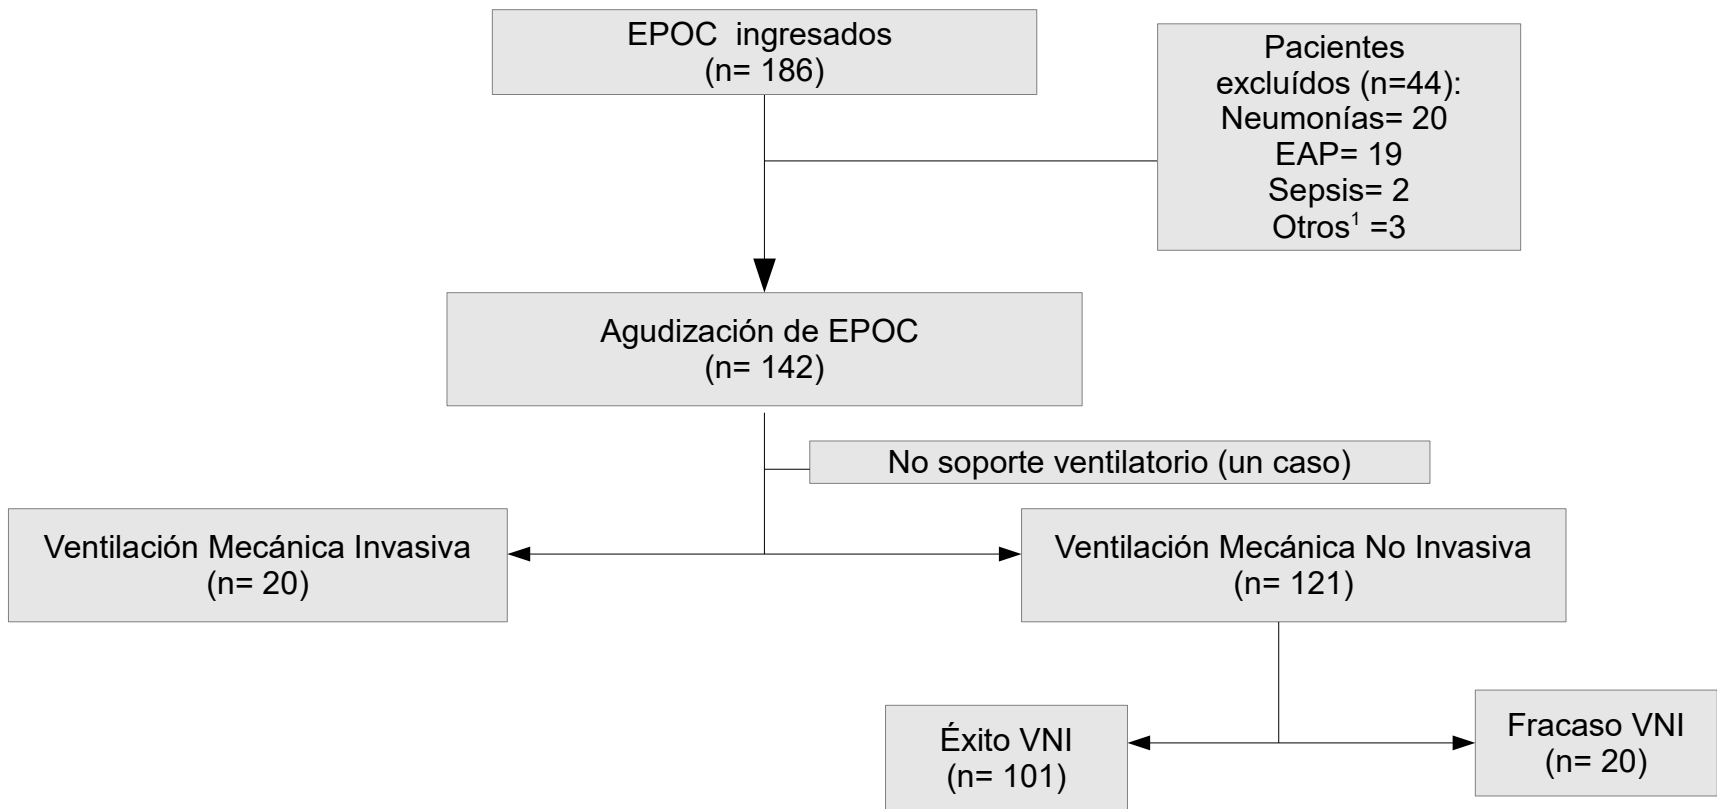 EPOC ingresados
(n= 186)
Pacientes
excluídos (n=44):
Neumonías= 20
EAP= 19
Sepsis= 2
Otros¹ =3
Agudización de EPOC
(n= 142)
No soporte ventilatorio (un caso)
Ventilación Mecánica Invasiva
(n= 20)
Ventilación Mecánica No Invasiva
(n= 121)
Éxito VNI
(n= 101)
Fracaso VNI
(n= 20)